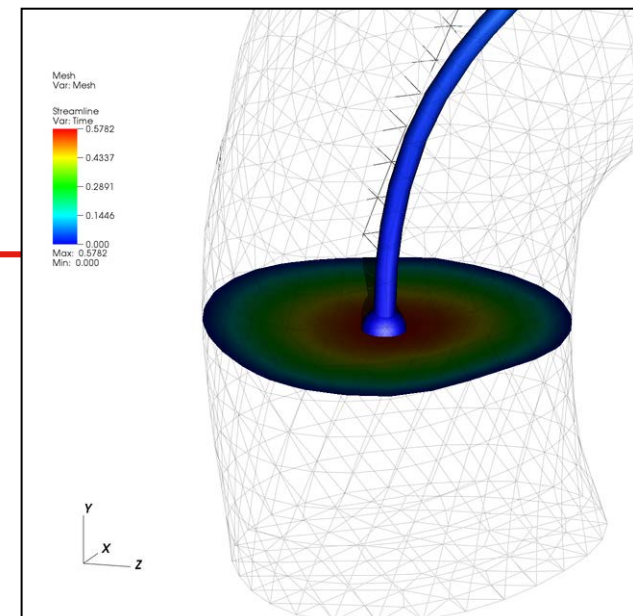 Mesh
Var: Mesh
Streamline
Var: Time
0.5782
0.4337
0.2891
0.1446
0.000
Max: 0.5782
Min: 0.000
Y
X
Z